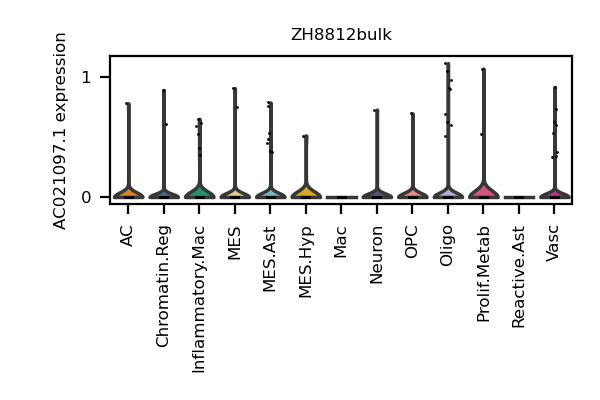 ZH8812bulk
AC021097.1 expression
1
0
AC
Chromatin.Reg
Inflammatory.Mac
MES
MES.Ast
MES.Hyp
Mac
Neuron
OPC
Oligo
Prolif.Metab
Reactive.Ast
Vasc